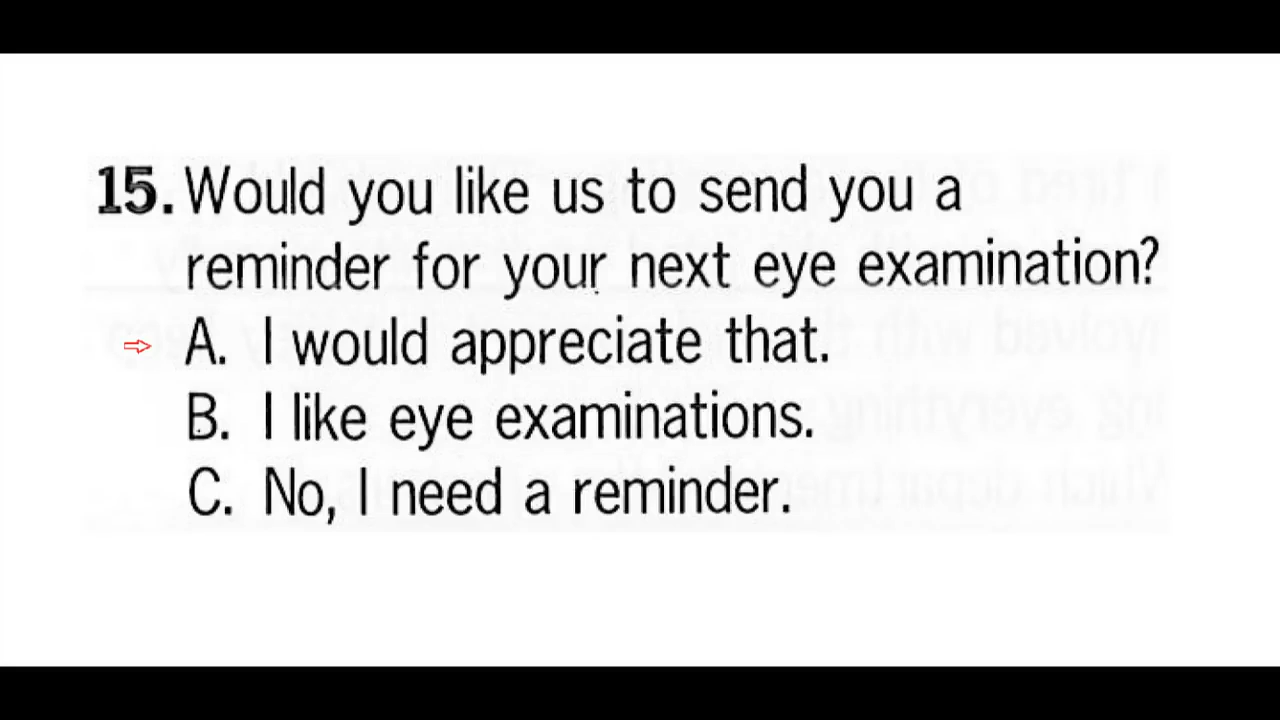 15. Would you like us to send you a
reminder for your next eye examination?
A. I would appreciate that.
B. I like eye examinations.
C. No, I need a reminder.